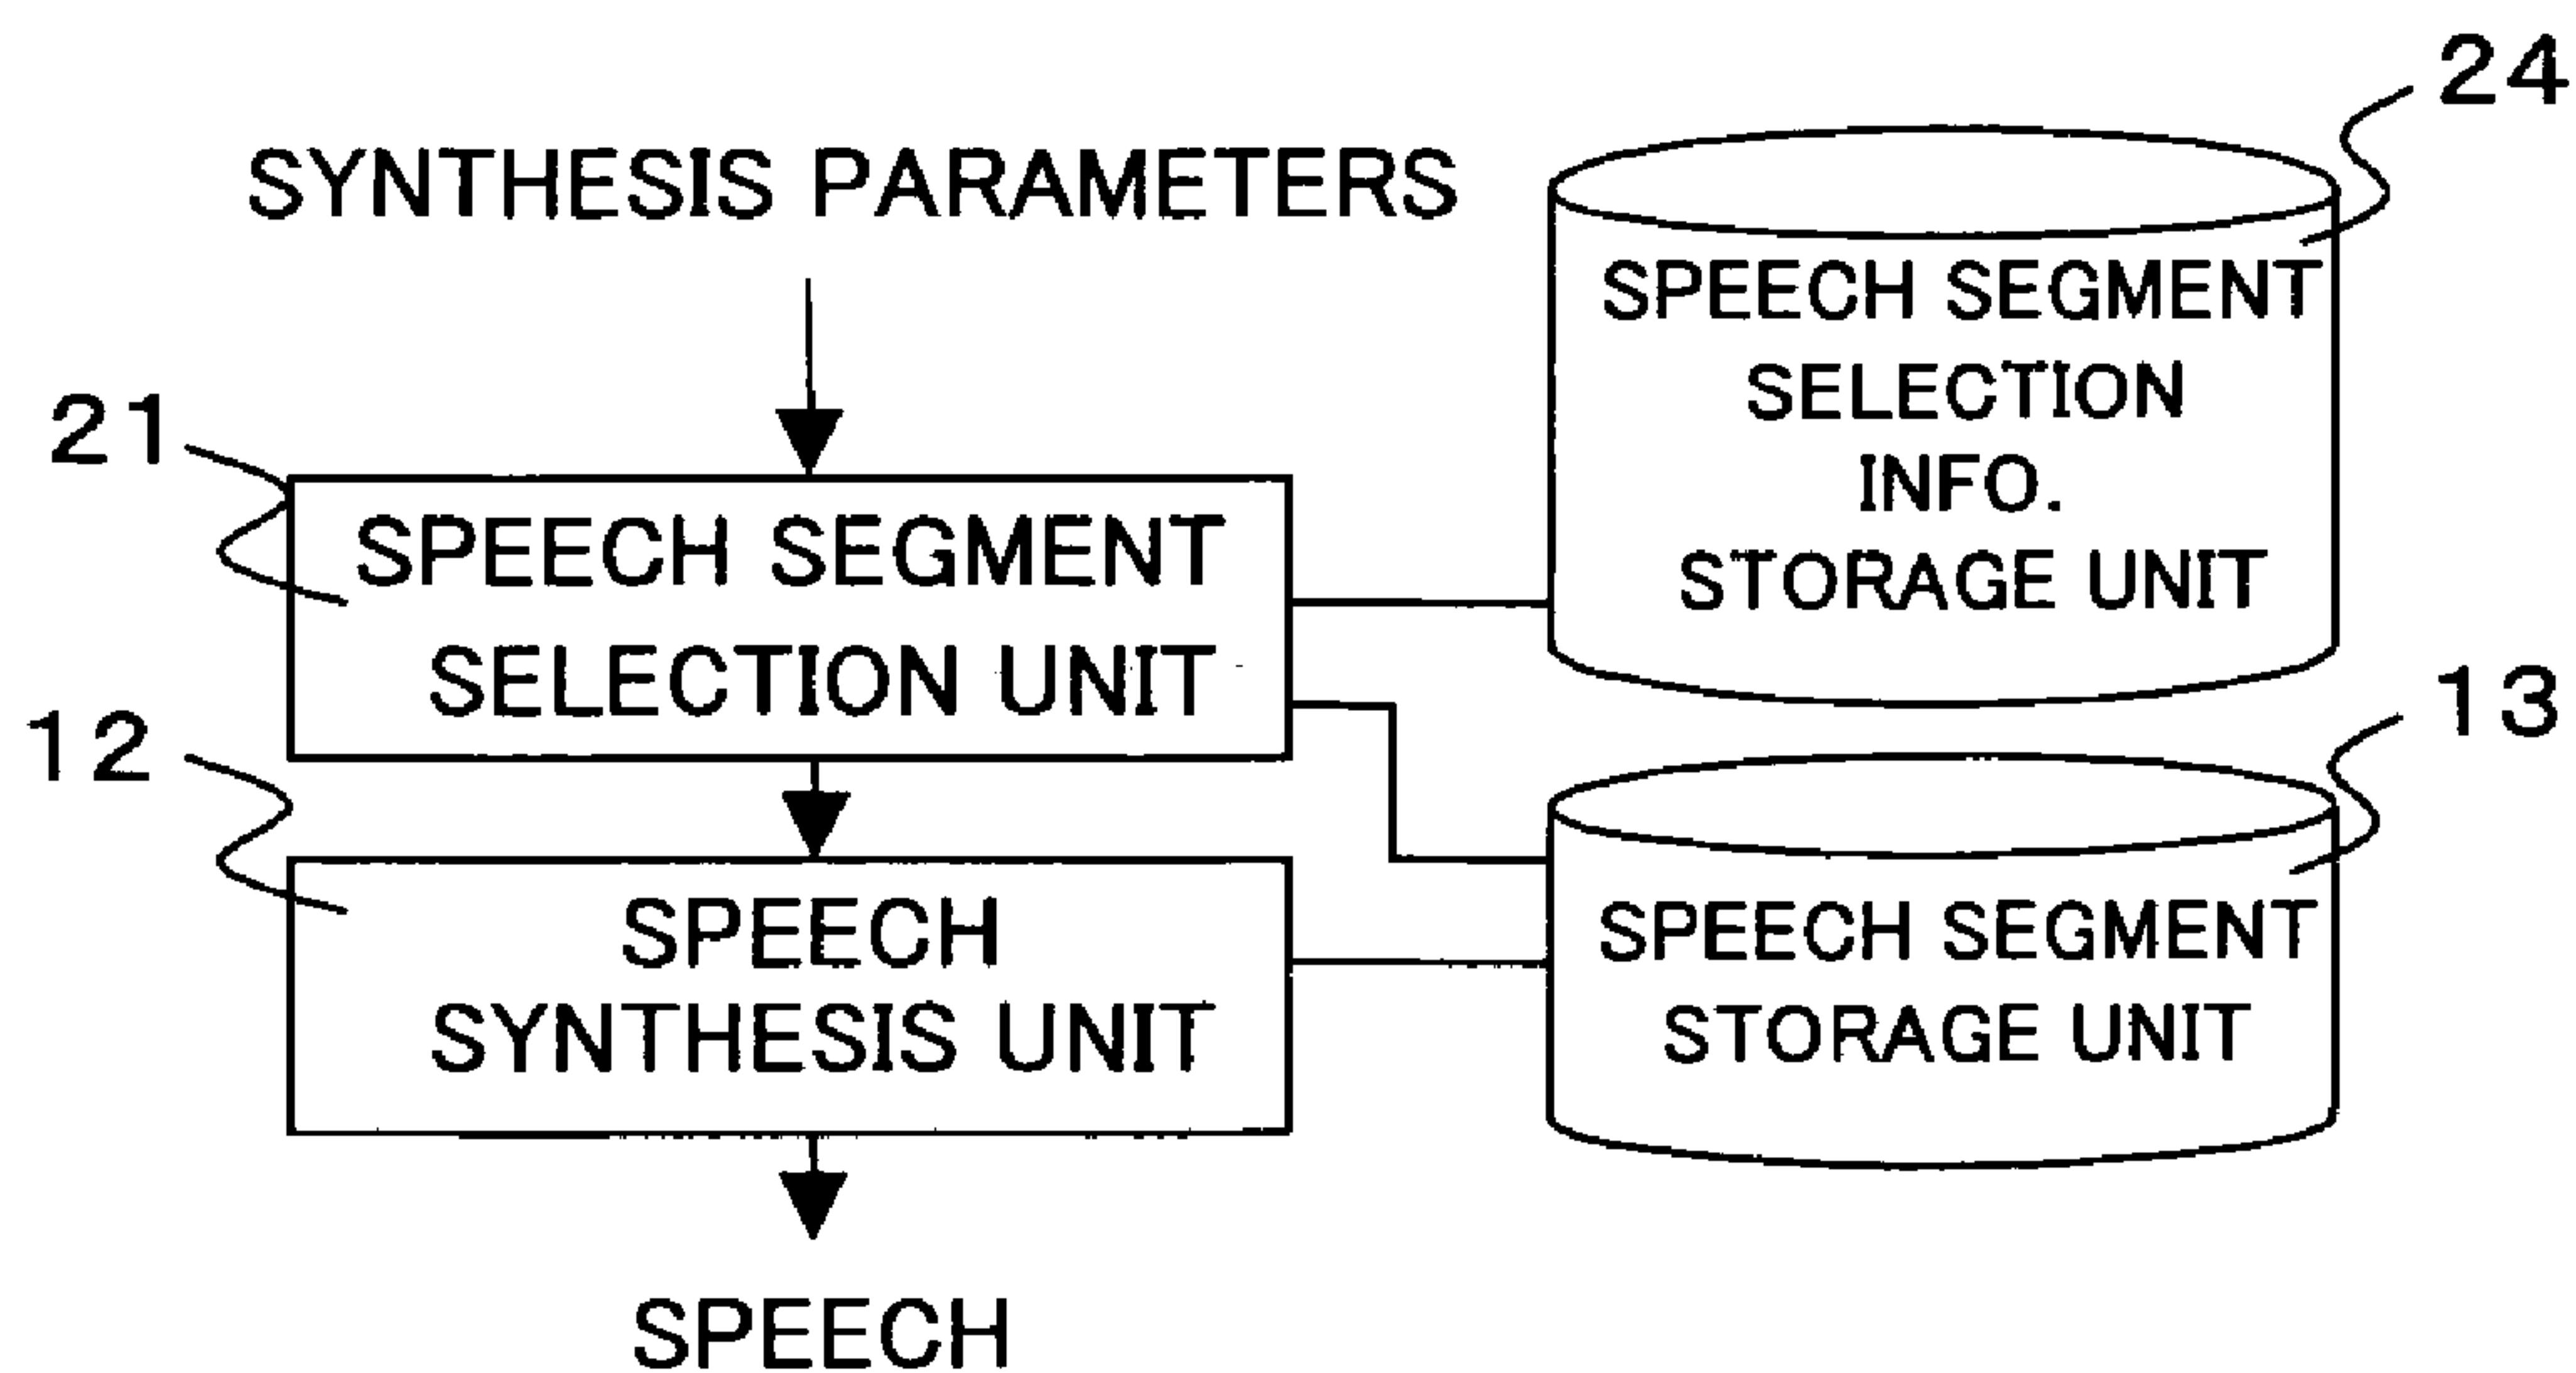 24
SYNTHESIS PARAMETERS
SPEECH SEGMENT
SELECTION
INFO.
STORAGE UNIT
21
SPEECH SEGMENT
SELECTION UNIT
13
12
SPEECH
SYNTHESIS UNIT
SPEECH SEGMENT
STORAGE UNIT
SPEECH